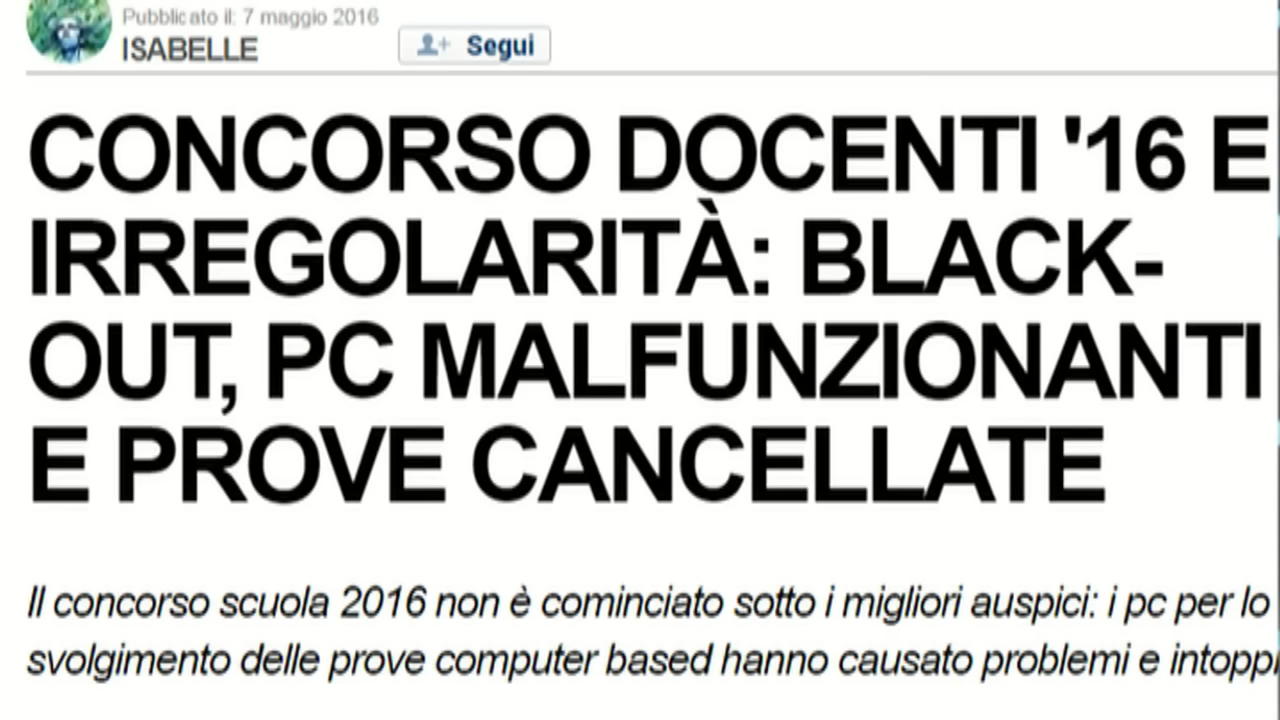 Pubblicato il: 7 maggio 2016
ISABELLE
Segui
CONCORSO DOCENTI '16 E
IRREGOLARITÀ: BLACK-
OUT, PC MALFUNZIONANTI
E PROVE CANCELLATE
Il concorso scuola 2016 non è cominciato sotto i migliori auspici: i pc per lo
svolgimento delle prove computer based hanno causato problemi e intoppi